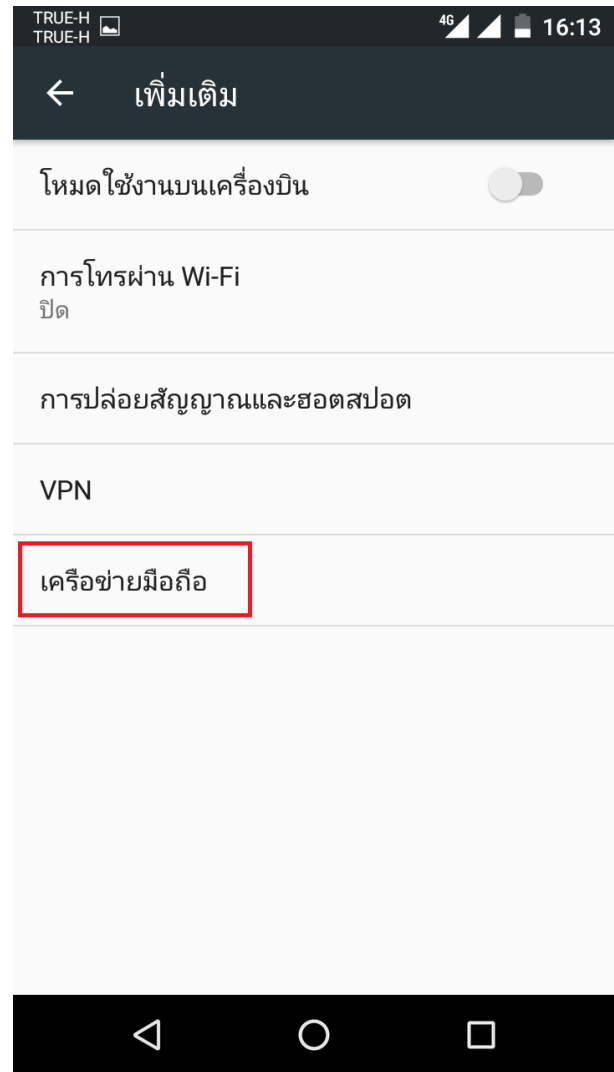 TRUE-H
TRUE-H
4G 16:13
เพิ่มเติม
โหมดใช้งานบนเครื่องบิน
การโทรผ่าน Wi-Fi
ปิด
การปล่อยสัญญาณและฮอตสปอต
VPN
เครือข่ายมือถือ